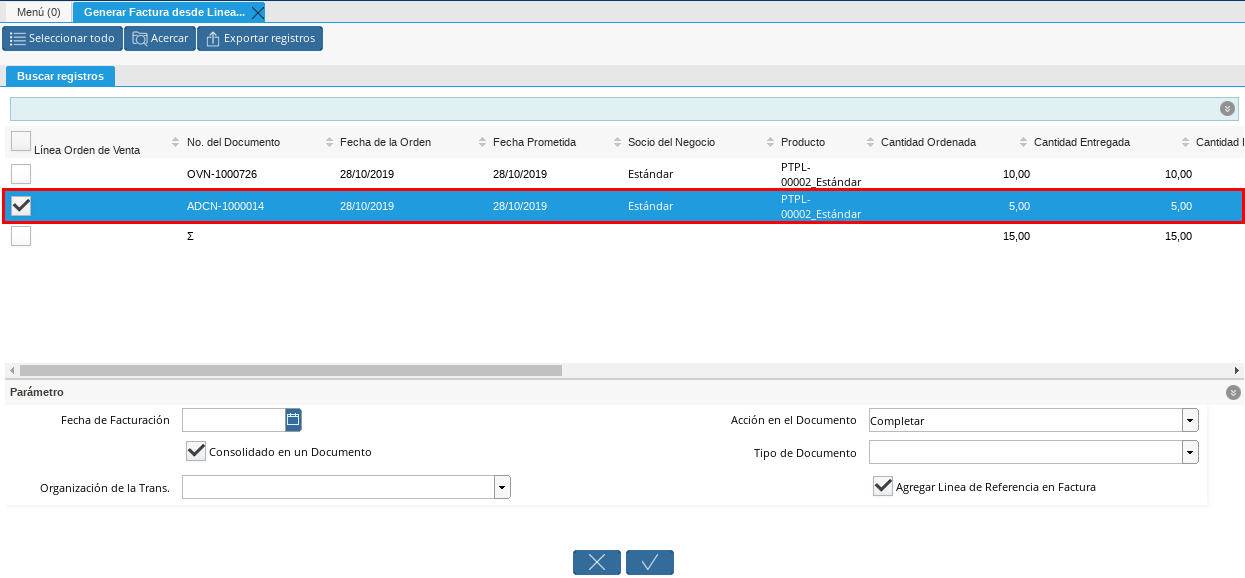 Menú (0)
Generar Factura desde Linea...
Seleccionar todo
Acercar
Exportar registros
Buscar registros
Línea Orden de Venta
No. del Documento
Fecha de la Orden
Fecha Prometida
Socio del Negocio
Producto
Cantidad Ordenada
Cantidad Entregada
Cantidad
OVN-1000726
28/10/2019
28/10/2019
Estándar
PTPL-
00002_Estándar
10,00
10,00
ADCN-1000014
28/10/2019
28/10/2019
Estándar
PTPL-
00002_Estándar
5,00
5,00
Σ
15,00
15,00
Parámetro
Fecha de Facturación
Acción en el Documento
Completar
Consolidado en un Documento
Tipo de Documento
Organización de la Trans.
Agregar Linea de Referencia en Factura